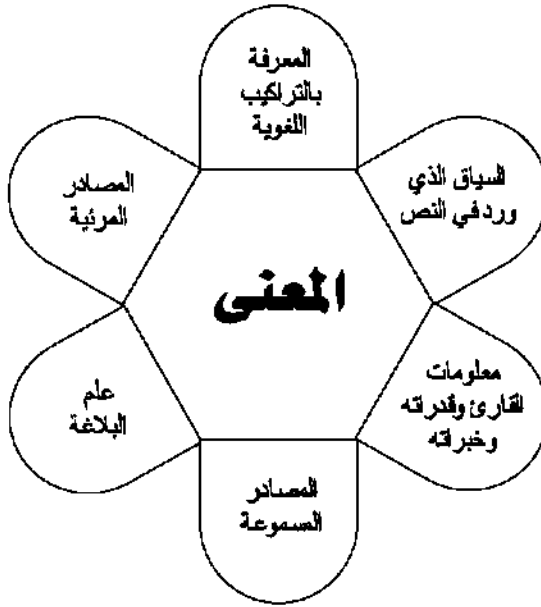 المعرفة
بالتراكيب
اللغوية
السياق الذي
ورد في النص
معلومات
القارئ وقدراته
وخبراته
المصادر
المسموعة
علم
البلاغة
المصادر
المرئية
المعنى